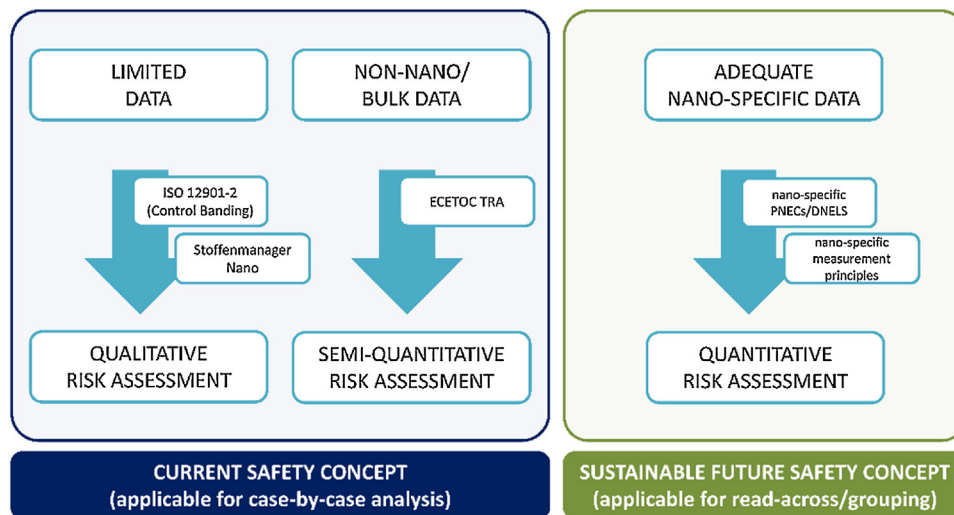 LIMITED
DATA
NON-NANO/
BULK DATA
ADEQUATE
NANO-SPECIFIC DATA
ISO 12901-2
(Control Banding)
Stoffenmanager
Nano
ECETOC TRA
nano-specific
PNECs/DNELS
nano-specific
measurement
principles
QUALITATIVE
RISK ASSESSMENT
SEMI-QUANTITATIVE
RISK ASSESSMENT
QUANTITATIVE
RISK ASSESSMENT
CURRENT SAFETY CONCEPT
(applicable for case-by-case analysis)
SUSTAINABLE FUTURE SAFETY CONCEPT
(applicable for read-across/grouping)